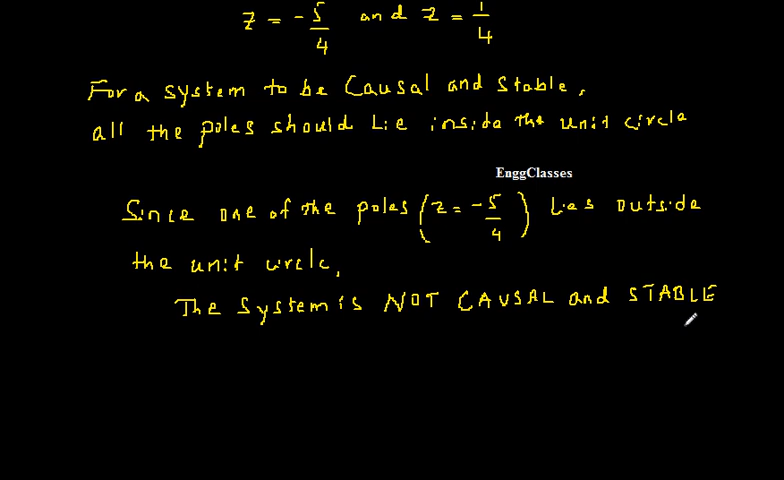 z = -5/4 and z = 1/4
For a system to be Causal and Stable,
all the poles should Lie inside the unit circle
EnggClasses
Since one of the poles (z = -5/4) Lies outside
the unit circle,
The System is NOT CAUSAL and STABLE